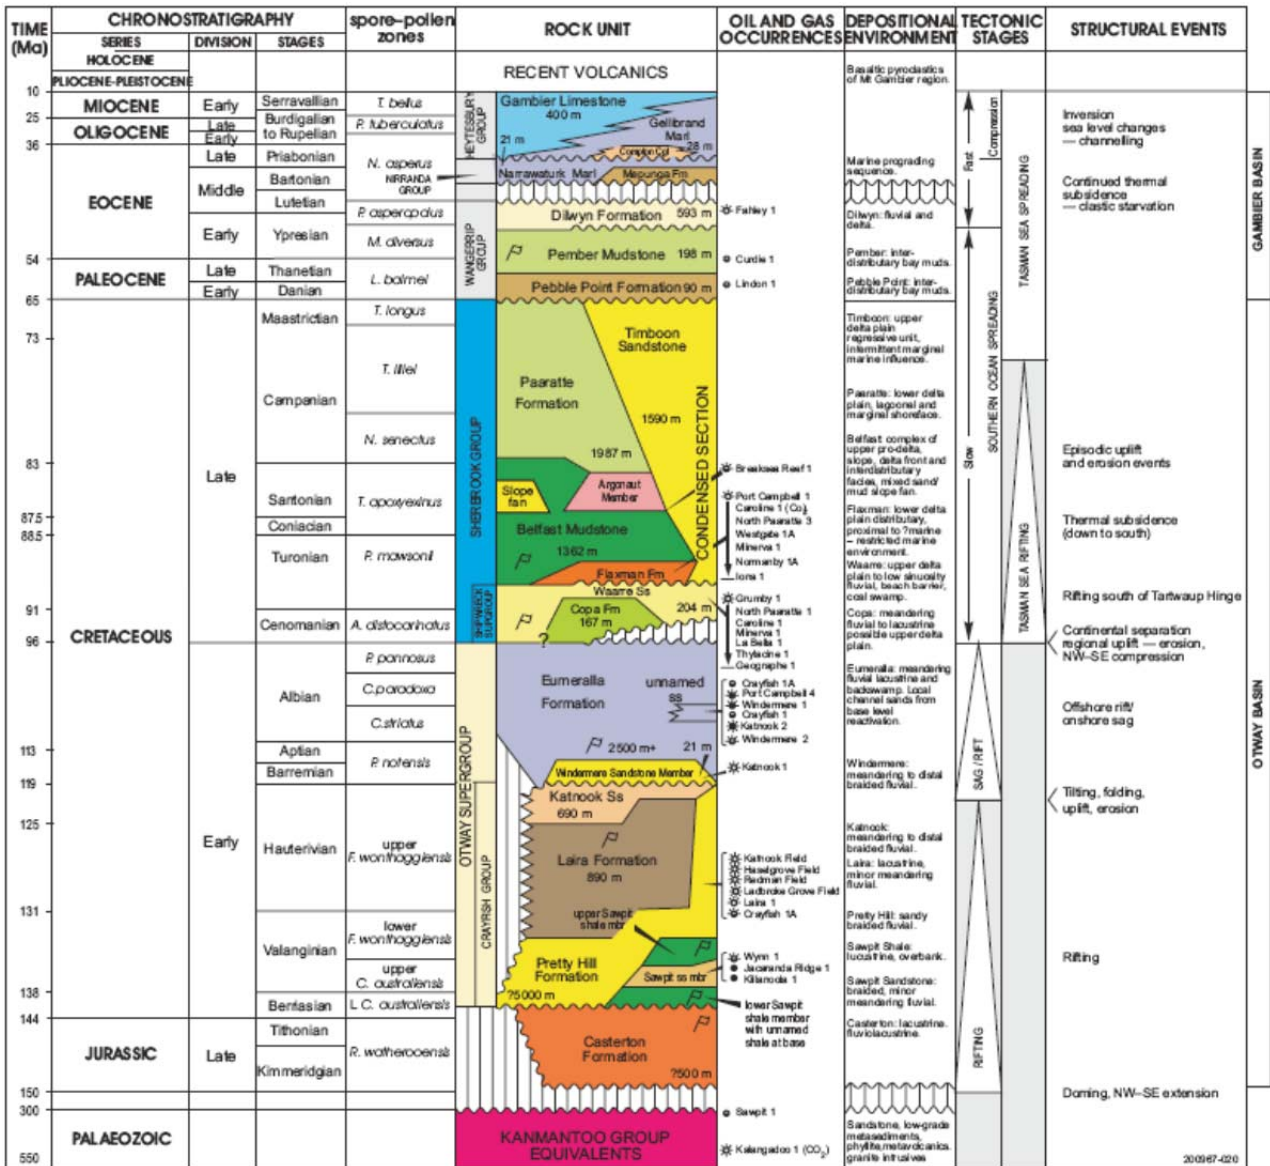 TIME
(Ma)
CHRONOSTRATIGRAPHY
SERIES
DIVISION
STAGES
spore–pollen
zones
ROCK UNIT
OIL AND GAS
OCCURRENCES
DEPOSITIONAL
ENVIRONMENT
TECTONIC
STAGES
STRUCTURAL EVENTS
10
25
36
54
65
73
83
875
885
91
96
113
119
125
131
138
144
150
300
550
HOLOCENE
PLIOCENE-PLEISTOCENE
MIOCENE
OLIGOCENE
EOCENE
PALEOCENE
CRETACEOUS
JURASSIC
PALAEOZOIC
Early
Late
Early
Late
Middle
Early
Late
Early
Late
Early
Late
Serravallian
Burdigalian
to Rupelian
Priabonian
Bartonian
Lutetian
Ypresian
Thanetian
Danian
Maastrictian
Campanian
Santonian
Coniacian
Turonian
Cenomanian
Albian
Aptian
Barremian
Hauterivian
Valanginian
Berriasian
Tithonian
Kimmeridgian
T. bellus
P. tuberculatus
N. asperus
NIRRANDA
GROUP
P. asperopolus
M. diversus
L. balmei
T. longus
T. lilliei
N. senectus
T. apoxyexinus
P. mawsonii
A. distocarinatus
P. pannosus
C. paradoxa
C. striatus
P. notensis
upper
F. wonthaggiensis
lower
F. wonthaggiensis
upper
C. australiensis
L C. australiensis
R. watherooensis
HEYTESBURY
GROUP
WANGERRIP
GROUP
SHERBROOK GROUP
SHIPWRECK
SUBGROUP
OTWAY SUPERGROUP
CRAYFISH GROUP
RECENT VOLCANICS
Gambier Limestone
400 m
Gellibrand
Marl
21 m
28 m
Compton Cgl
Narrawaturk Marl
Mepunga Fm
Dilwyn Formation
593 m
Pember Mudstone
198 m
Pebble Point Formation 90 m
Timboon
Sandstone
Paaratte
Formation
1590 m
1987 m
CONDENSED SECTION
Slope
fan
Argonaut
Member
Belfast Mudstone
1362 m
Flaxman Fm
Waarre Ss
Copa Fm
167 m
204 m
?
Eumeralla
Formation
unnamed
ss
2500 m+
21 m
Windermere Sandstone Member
Katnook Ss
690 m
Laira Formation
890 m
upper Sawpit
shale mbr
Pretty Hill
Formation
?5000 m
Sawpit ss mbr
lower Sawpit
shale member
with unnamed
shale at base
Casterton
Formation
?500 m
KANMANTOO GROUP
EQUIVALENTS
Fahley 1
Curdie 1
Lindon 1
Breaksea Reef 1
Port Campbell 1
Caroline 1 (Co₂)
North Paaratte 3
Westgate 1A
Minerva 1
Normanby 1A
Iona 1
Grumby 1
North Paaratte 1
Caroline 1
Minerva 1
La Bella 1
Thylacine 1
Geographe 1
Crayfish 1A
Port Campbell 4
Windermere 1
Crayfish 1
Katnook 2
Windermere 2
Katnook 1
Katnook Field
Haselgrove Field
Redman Field
Ladbroke Grove Field
Laira 1
Crayfish 1A
Wynn 1
Jacaranda Ridge 1
Killanoola 1
Sawpit 1
Kalangadoo 1 (CO₂)
Basaltic pyroclastics
of Mt Gambier region.
Marine prograding
sequence.
Dilwyn: fluvial and
delta.
Pember: inter-
distributary bay muds.
Pebble Point: inter-
distributary bay muds.
Timboon: upper
delta plain
regressive unit,
intermittent marginal
marine influence.
Paaratte: lower delta
plain, lagoonal and
marginal shoreface.
Belfast: complex of
upper pro-delta,
slope, delta front and
interdistributary
facies, mixed sand/
mud slope fan.
Flaxman: lower delta
plain distributary,
proximal to ?marine
– restricted marine
environment.
Waarre: upper delta
plain to low sinuosity
fluvial, beach barrier,
coal swamp.
Copa: meandering
fluvial to lacustrine
possible upper delta
plain.
Eumeralla: meandering
fluvial lacustrine and
backswamp. Local
channel sands from
base level
reactivation.
Windermere:
meandering to distal
braided fluvial.
Katnook:
meandering to distal
braided fluvial.
Laira: lacustrine,
minor meandering
fluvial.
Pretty Hill: sandy
braided fluvial.
Sawpit Shale:
lucustrine, overbank.
Sawpit Sandstone:
braided, minor
meandering fluvial.
Casterton: lacustrine.
fluviolacustrine.
Sandstone, low-grade
metasediments,
phyllite, metavolcanics.
granite intrusives
Fast
Compression
Slow
SOUTHERN OCEAN SPREADING
TASMAN SEA SPREADING
TASMAN SEA RIFTING
SAG / RIFT
RIFTING
Inversion
sea level changes
— channelling
Continued thermal
subsidence
— clastic starvation
Episodic uplift
and erosion events
Thermal subsidence
(down to south)
Rifting south of Tartwaup Hinge
Continental separation
regional uplift — erosion,
NW–SE compression
Offshore rift/
onshore sag
Tilting, folding,
uplift, erosion
Rifting
Doming, NW–SE extension
GAMBIER BASIN
OTWAY BASIN
200967-020